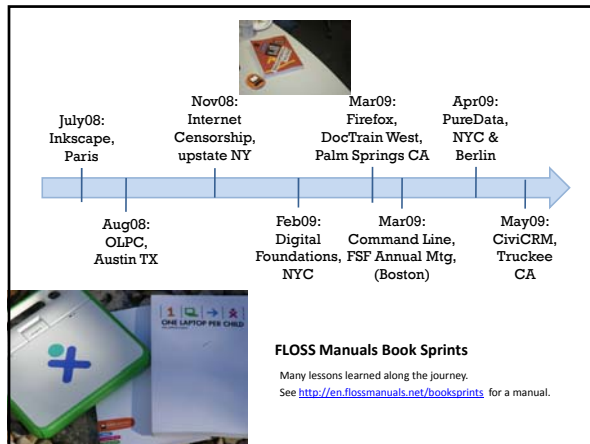 July08:
Inkscape,
Paris
Aug08:
OLPC,
Austin TX
Nov08:
Internet
Censorship,
upstate NY
Feb09:
Digital
Foundations,
NYC
Mar09:
Firefox,
DocTrain West,
Palm Springs CA
Mar09:
Command Line,
FSF Annual Mtg,
(Boston)
Apr09:
PureData,
NYC &
Berlin
May09:
CiviCRM,
Truckee
CA
ONE LAPTOP PER CHILD
FLOSS Manuals Book Sprints
Many lessons learned along the journey.
See http://en.flossmanuals.net/booksprints for a manual.